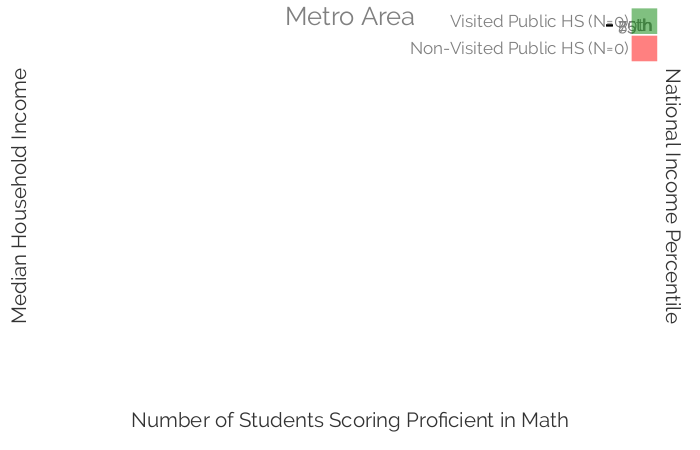 Metro Area
Visited Public HS (N=0)
Non-Visited Public HS (N=0)
Median Household Income
National Income Percentile
Number of Students Scoring Proficient in Math